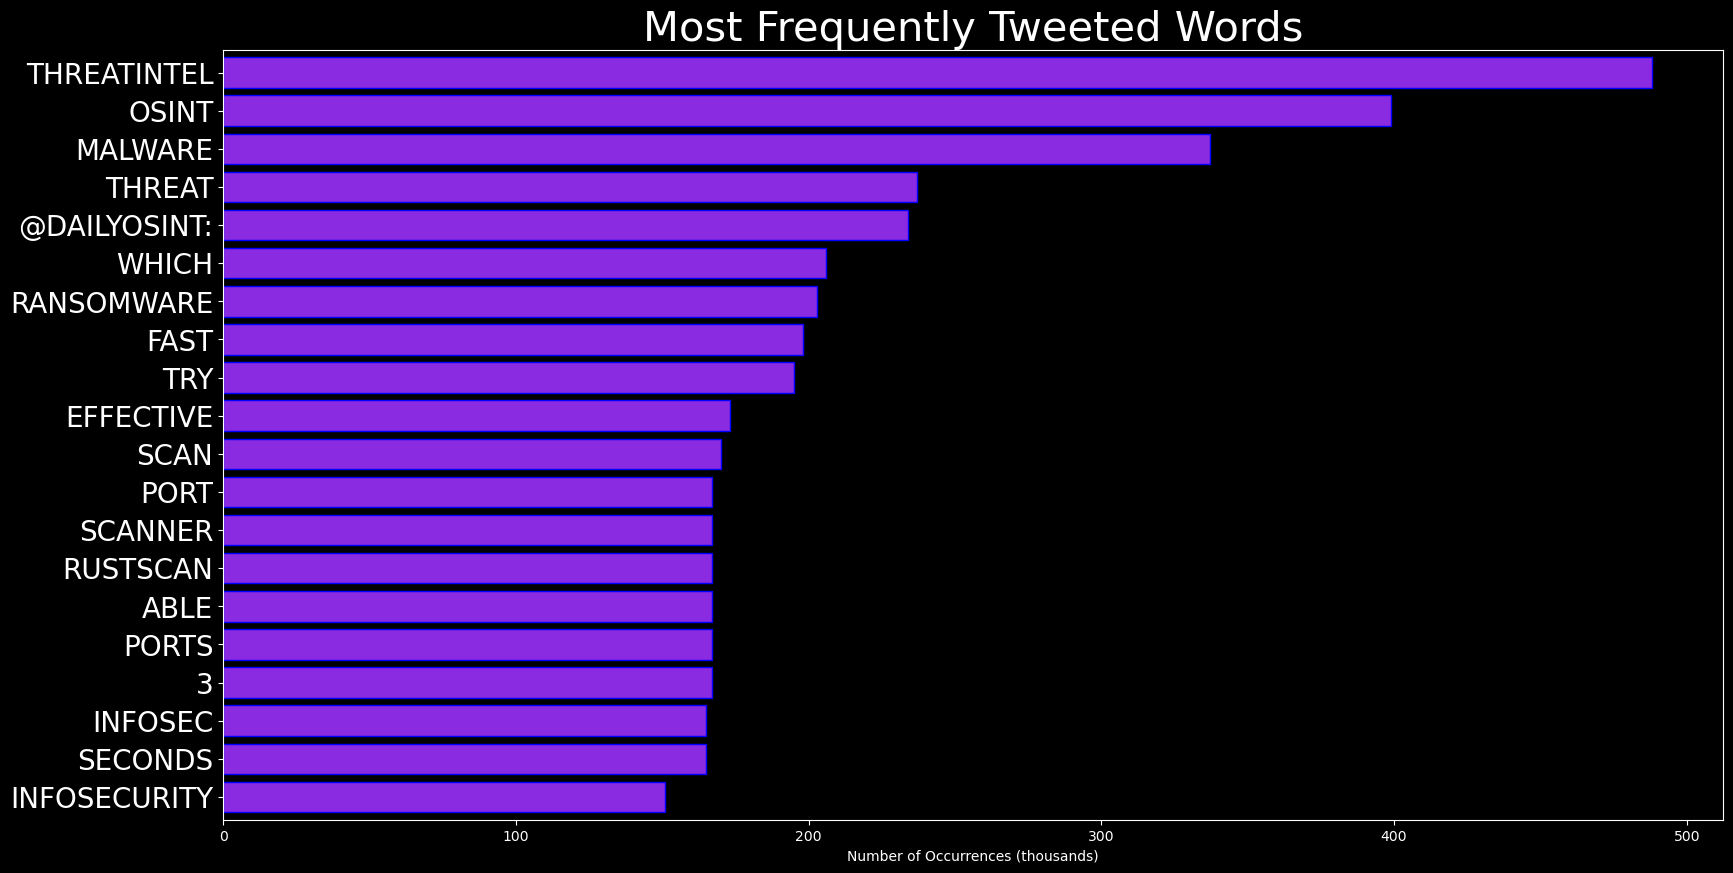 Most Frequently Tweeted Words
THREATINTEL
OSINT
MALWARE
THREAT
@DAILYOSINT:
WHICH
RANSOMWARE
FAST
TRY
EFFECTIVE
SCAN
PORT
SCANNER
RUSTSCAN
ABLE
PORTS
3
INFOSEC
SECONDS
INFOSECURITY
0 100 200 300 400 500
Number of Occurrences (thousands)